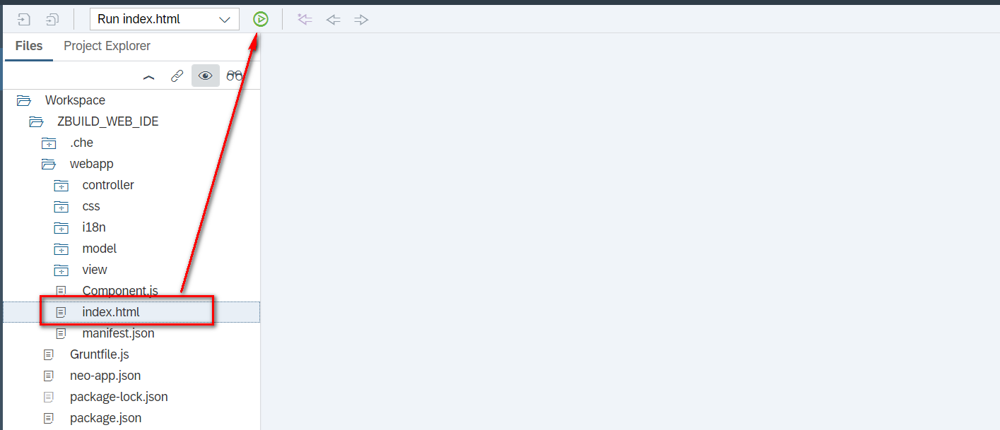 Run index.html
Files Project Explorer
Workspace
ZBUILD_WEB_IDE
.che
webapp
controller
css
i18n
model
view
Component.js
index.html
manifest.json
Gruntfile.js
neo-app.json
package-lock.json
package.json